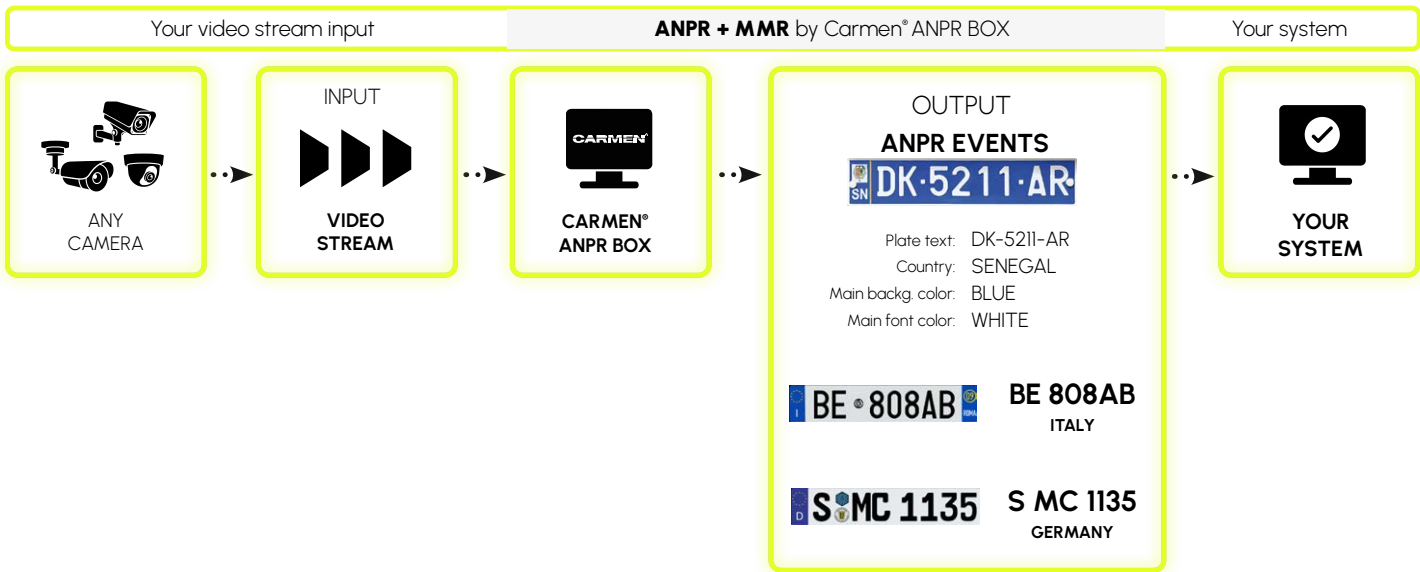 Your video stream input
ANPR + MMR by Carmen® ANPR BOX
Your system
ANY
CAMERA
INPUT
VIDEO
STREAM
CARMEN®
CARMEN®
ANPR BOX
OUTPUT
ANPR EVENTS
SN
DK·5211·AR
Plate text: DK-5211-AR
Country: SENEGAL
Main backg. color: BLUE
Main font color: WHITE
I BE 808AB ROMA
BE 808AB
ITALY
D S MC 1135
S MC 1135
GERMANY
YOUR
SYSTEM